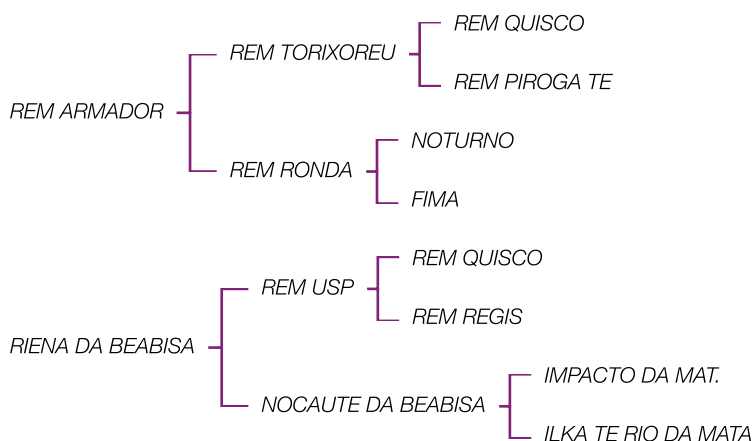 REM QUISCO
REM TORIXOREU
REM PIROGA TE
REM ARMADOR
NOTURNO
REM RONDA
FIMA
REM QUISCO
REM USP
REM REGIS
RIENA DA BEABISA
IMPACTO DA MAT.
NOCAUTE DA BEABISA
ILKA TE RIO DA MATA